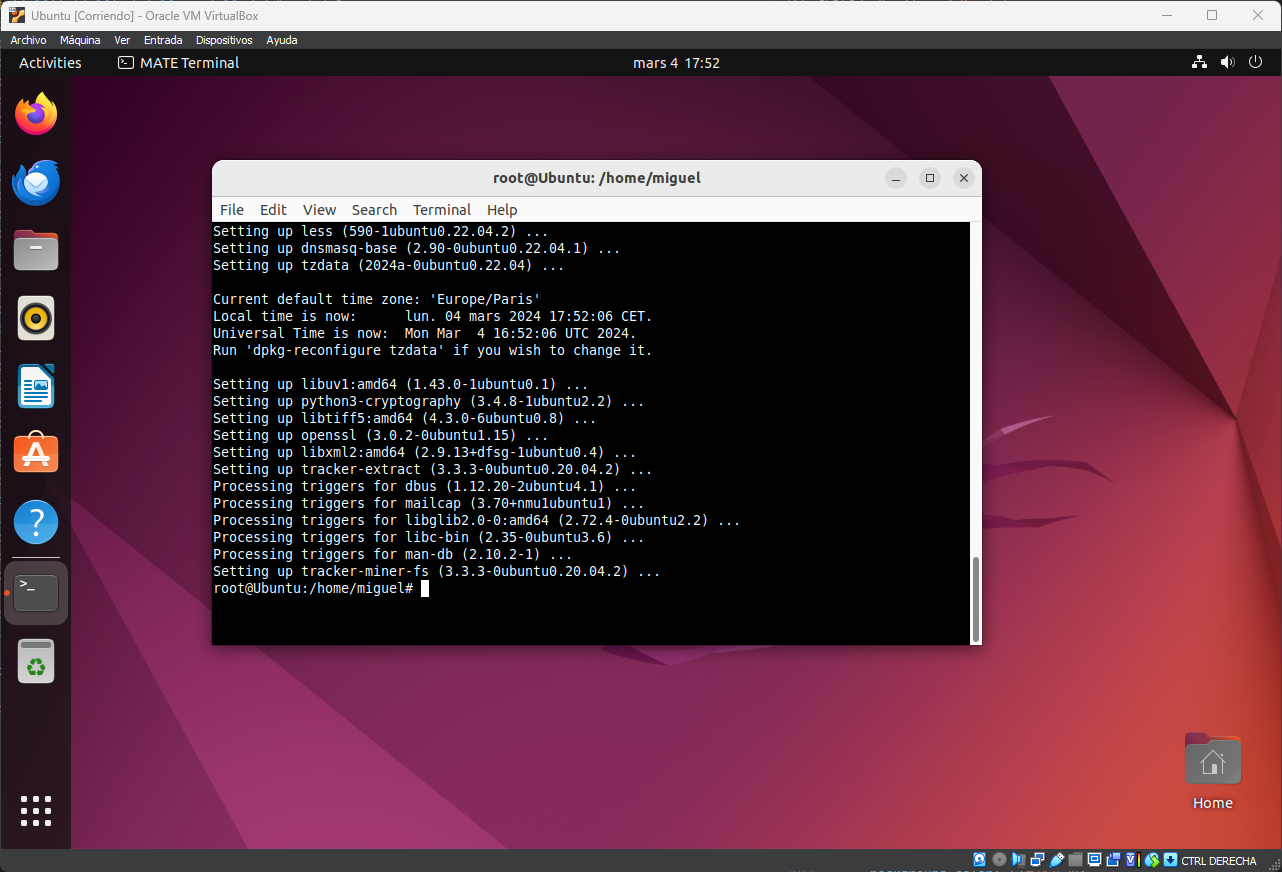 Ubuntu [Corriendo] - Oracle VM VirtualBox
Archivo Máquina Ver Entrada Dispositivos Ayuda
Activities MATE Terminal mars 4 17:52
root@Ubuntu: /home/miguel
File Edit View Search Terminal Help
Setting up less (590-1ubuntu0.22.04.2) ...
Setting up dnsmasq-base (2.90-0ubuntu0.22.04.1) ...
Setting up tzdata (2024a-0ubuntu0.22.04) ...
Current default time zone: 'Europe/Paris'
Local time is now:      lun. 04 mars 2024 17:52:06 CET.
Universal Time is now:  Mon Mar  4 16:52:06 UTC 2024.
Run 'dpkg-reconfigure tzdata' if you wish to change it.
Setting up libuv1:amd64 (1.43.0-1ubuntu0.1) ...
Setting up python3-cryptography (3.4.8-1ubuntu2.2) ...
Setting up libtiff5:amd64 (4.3.0-6ubuntu0.8) ...
Setting up openssl (3.0.2-0ubuntu1.15) ...
Setting up libxml2:amd64 (2.9.13+dfsg-1ubuntu0.4) ...
Setting up tracker-extract (3.3.3-0ubuntu0.20.04.2) ...
Processing triggers for dbus (1.12.20-2ubuntu4.1) ...
Processing triggers for mailcap (3.70+nmu1ubuntu1) ...
Processing triggers for libglib2.0-0:amd64 (2.72.4-0ubuntu2.2) ...
Processing triggers for libc-bin (2.35-0ubuntu3.6) ...
Processing triggers for man-db (2.10.2-1) ...
Setting up tracker-miner-fs (3.3.3-0ubuntu0.20.04.2) ...
root@Ubuntu:/home/miguel#
Home
CTRL DERECHA